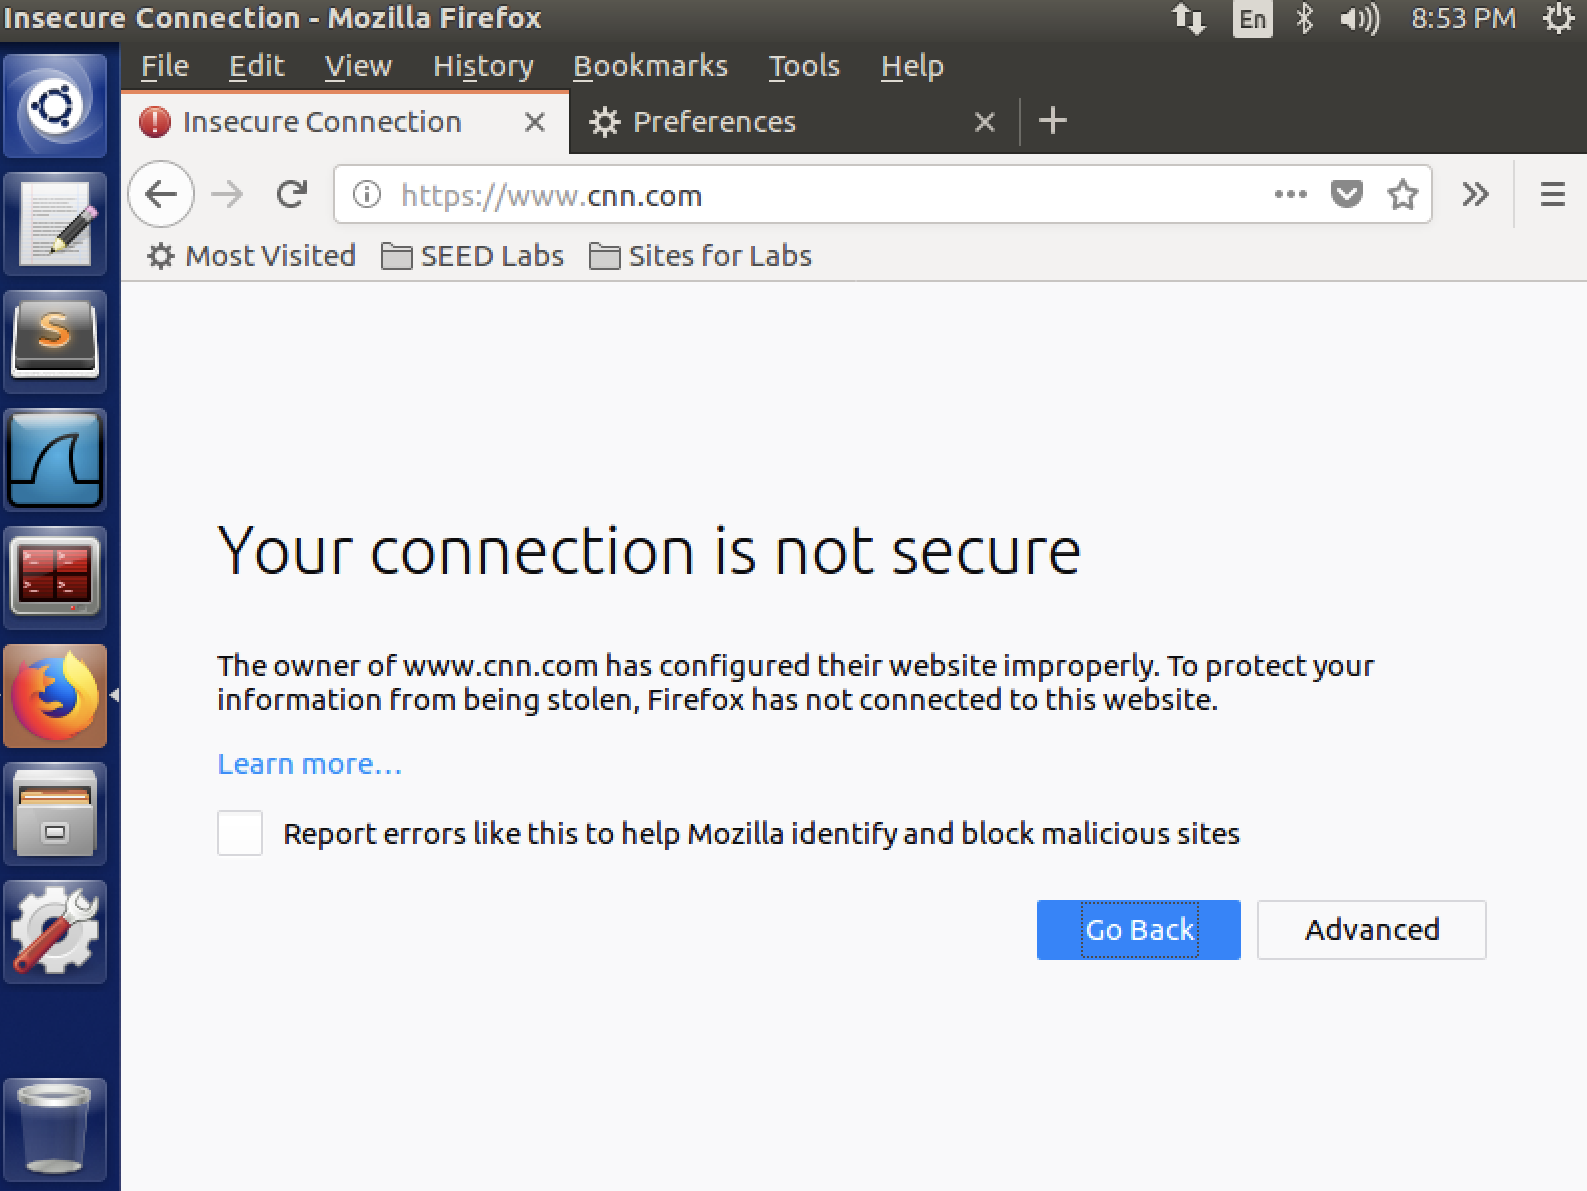 Insecure Connection - Mozilla Firefox
En
8:53 PM
File Edit View History Bookmarks Tools Help
Insecure Connection
Preferences
https://www.cnn.com
Most Visited
SEED Labs
Sites for Labs
S
Your connection is not secure
The owner of www.cnn.com has configured their website improperly. To protect your
information from being stolen, Firefox has not connected to this website.
Learn more...
Report errors like this to help Mozilla identify and block malicious sites
Go Back
Advanced